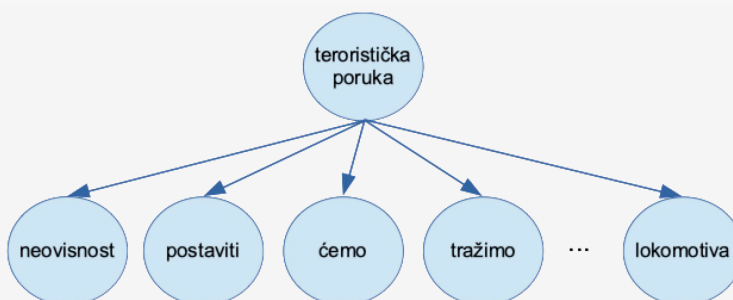 teroristička
poruka
neovisnost postaviti ćemo tražimo ... lokomotiva